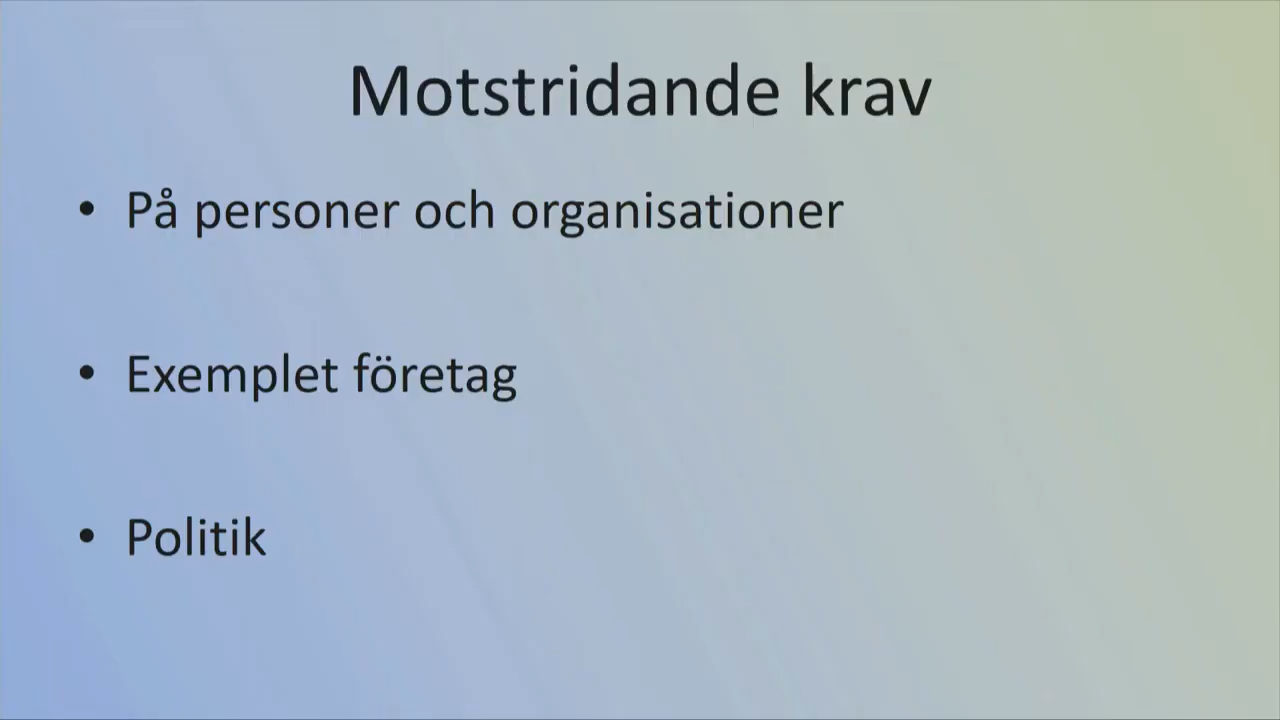 Motstridande krav
• På personer och organisationer
• Exemplet företag
• Politik